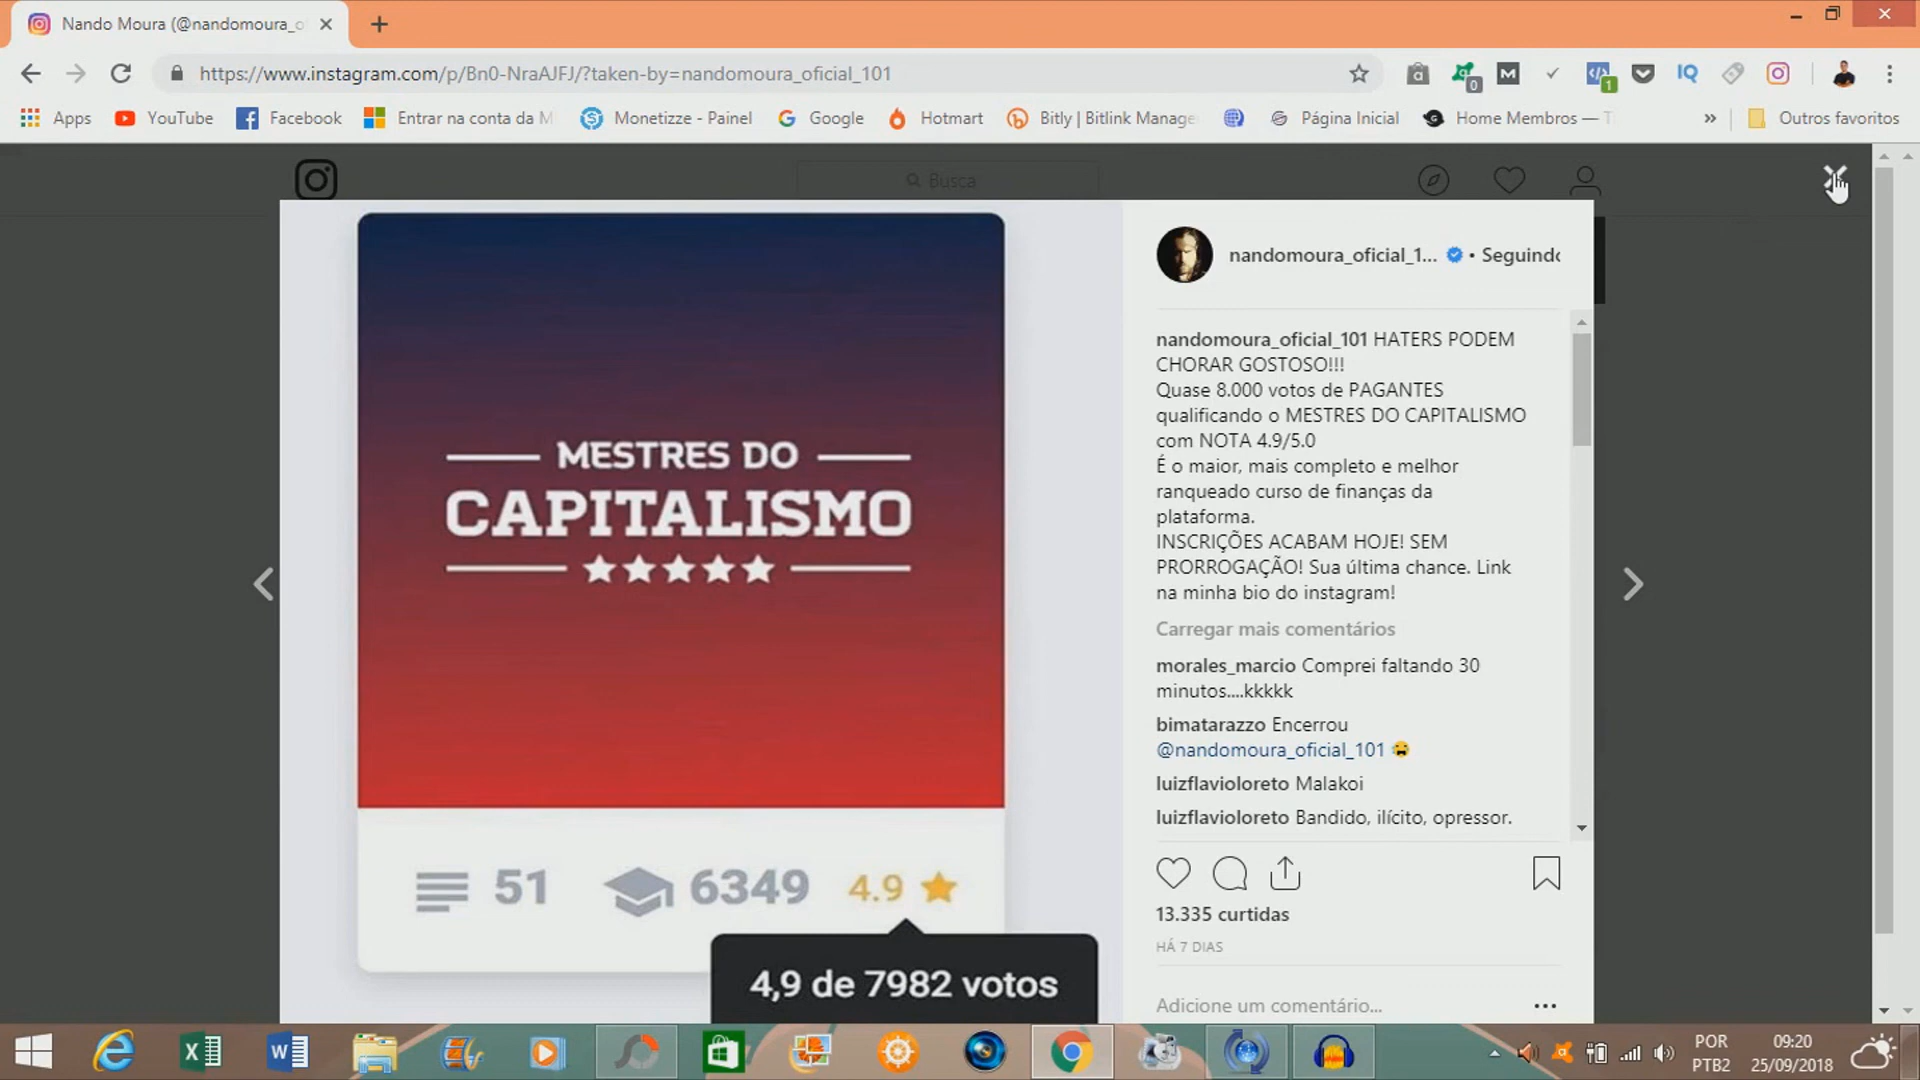 Nando Moura (@nandomoura_o
https://www.instagram.com/p/Bn0-NraAJFJ/?taken-by=nandomoura_oficial_101
0
M
1
IQ
Apps
YouTube
Facebook
Entrar na conta da M
Monetizze - Painel
Google
Hotmart
Bitly | Bitlink Manage
Página Inicial
Home Membros —
Outros favoritos
Busca
MESTRES DO
CAPITALISMO
51
6349
4.9
4,9 de 7982 votos
nandomoura_oficial_1... • Seguindo
nandomoura_oficial_101 HATERS PODEM
CHORAR GOSTOSO!!!
Quase 8.000 votos de PAGANTES
qualificando o MESTRES DO CAPITALISMO
com NOTA 4.9/5.0
É o maior, mais completo e melhor
ranqueado curso de finanças da
plataforma.
INSCRIÇÕES ACABAM HOJE! SEM
PRORROGAÇÃO! Sua última chance. Link
na minha bio do instagram!
Carregar mais comentários
morales_marcio Comprei faltando 30
minutos....kkkkk
bimatarazzo Encerrou
@nandomoura_oficial_101
luizflavioloreto Malakoi
luizflavioloreto Bandido, ilícito, opressor.
13.335 curtidas
HÁ 7 DIAS
Adicione um comentário...
POR
PTB2
09:20
25/09/2018